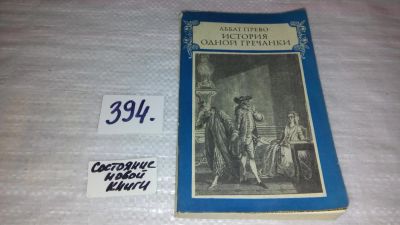 АББАТ ПРЕВО
ИСТОРИЯ
ОДНОЙ ГРЕЧАНКИ
394.
Состояние
новой
книги